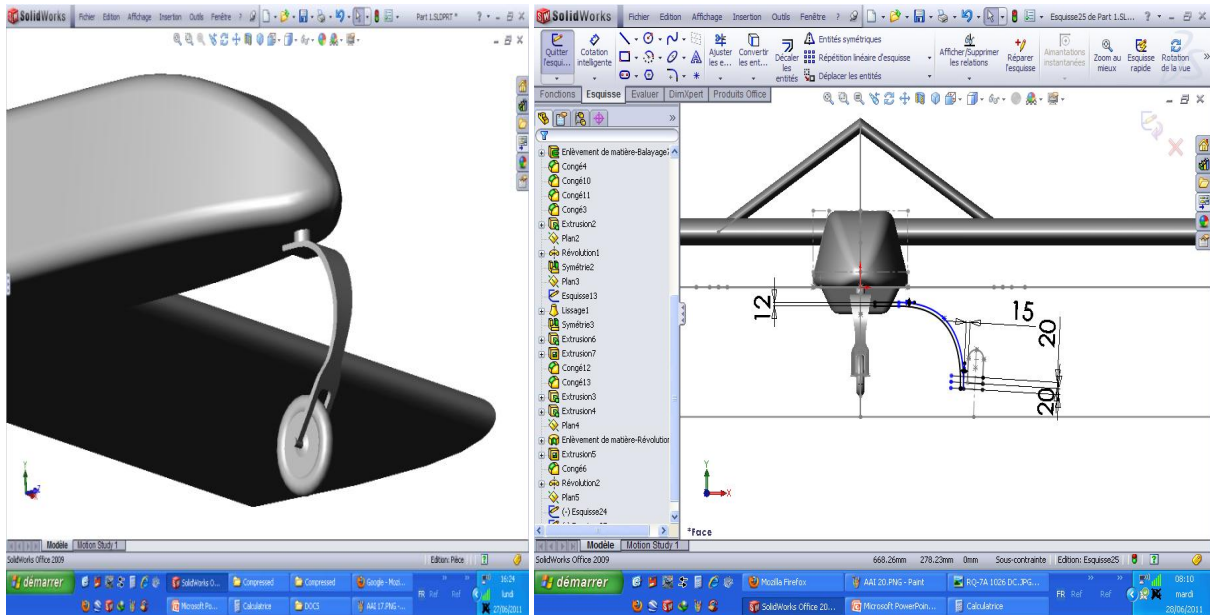 SolidWorks Fichier Edition Affichage Insertion Outils Fenêtre ? Part 1.SLDPRT *
Modèle Motion Study 1
SolidWorks Office 2009 Edition: Pièce
démarrer SolidWorks O... Compressed Compressed Google - Mozi... 16:24
FR Ref Ref lundi
Microsoft Po... Calculatrice DOCS AAI 17.PNG -... 27/06/2011
SolidWorks Fichier Edition Affichage Insertion Outils Fenêtre ? Esquisse25 de Part 1.SL...
Quitter l'esqui...
Cotation intelligente
Ajuster les e...
Convertir les ent...
Décaler les entités
Entités symétriques
Répétition linéaire d'esquisse
Déplacer les entités
Afficher/Supprimer les relations
Réparer l'esquisse
Aimantations instantanées
Zoom au mieux
Esquisse rapide
Rotation de la vue
Fonctions Esquisse Evaluer DimXpert Produits Office
Enlèvement de matière-Balayage
Congé4
Congé10
Congé11
Congé3
Extrusion2
Plan2
Révolution1
Symétrie2
Plan3
Esquisse13
Lissage1
Symétrie3
Extrusion6
Extrusion7
Congé12
Congé13
Extrusion3
Extrusion4
Plan4
Enlèvement de matière-Révolution
Extrusion5
Congé6
Révolution2
Plan5
(-) Esquisse24
12
15
20
20
Y
X
*Face
Modèle Motion Study 1
SolidWorks Office 2009 668.26mm 278.23mm 0mm Sous-contrainte Edition: Esquisse25
démarrer Mozilla Firefox AAI 20.PNG - Paint RQ-7A 1026 DC.JPG... 08:10
FR Ref Ref mardi
SolidWorks Office 20... Microsoft PowerPoin... Calculatrice 28/06/2011